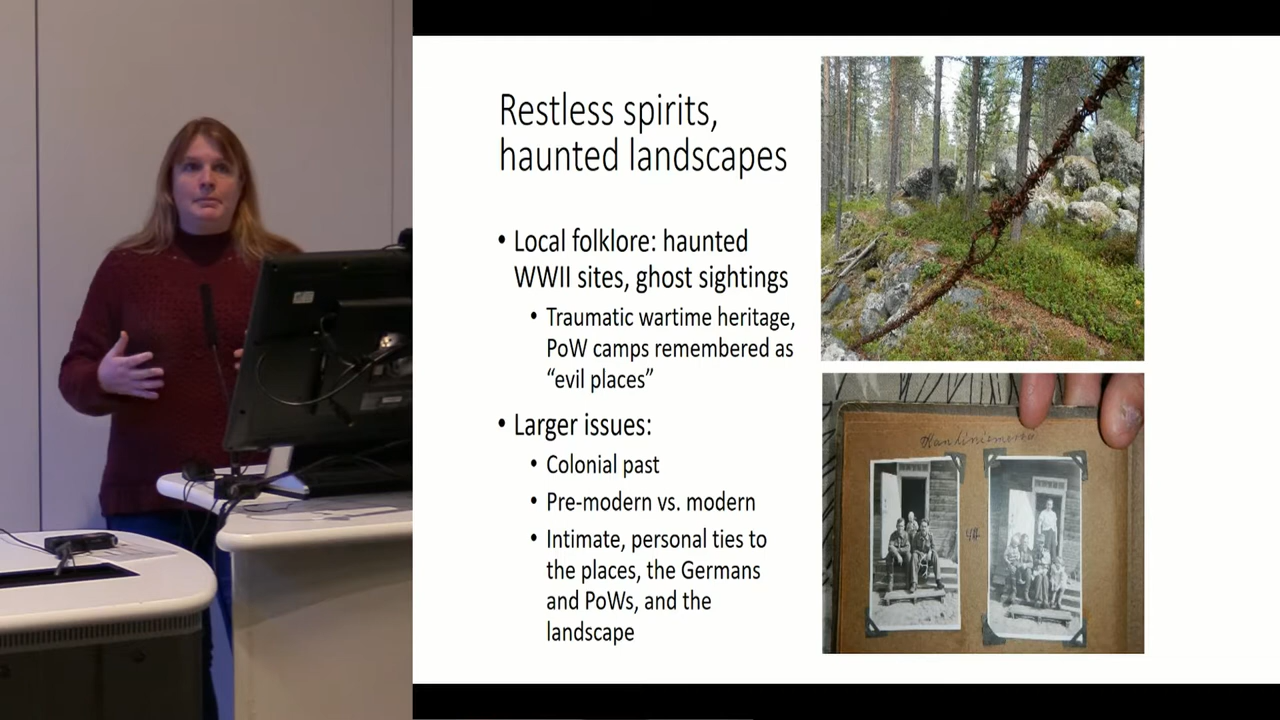 Restless spirits,
haunted landscapes
• Local folklore: haunted
WWII sites, ghost sightings
• Traumatic wartime heritage,
PoW camps remembered as
“evil places”
• Larger issues:
• Colonial past
• Pre-modern vs. modern
• Intimate, personal ties to
the places, the Germans
and PoWs, and the
landscape